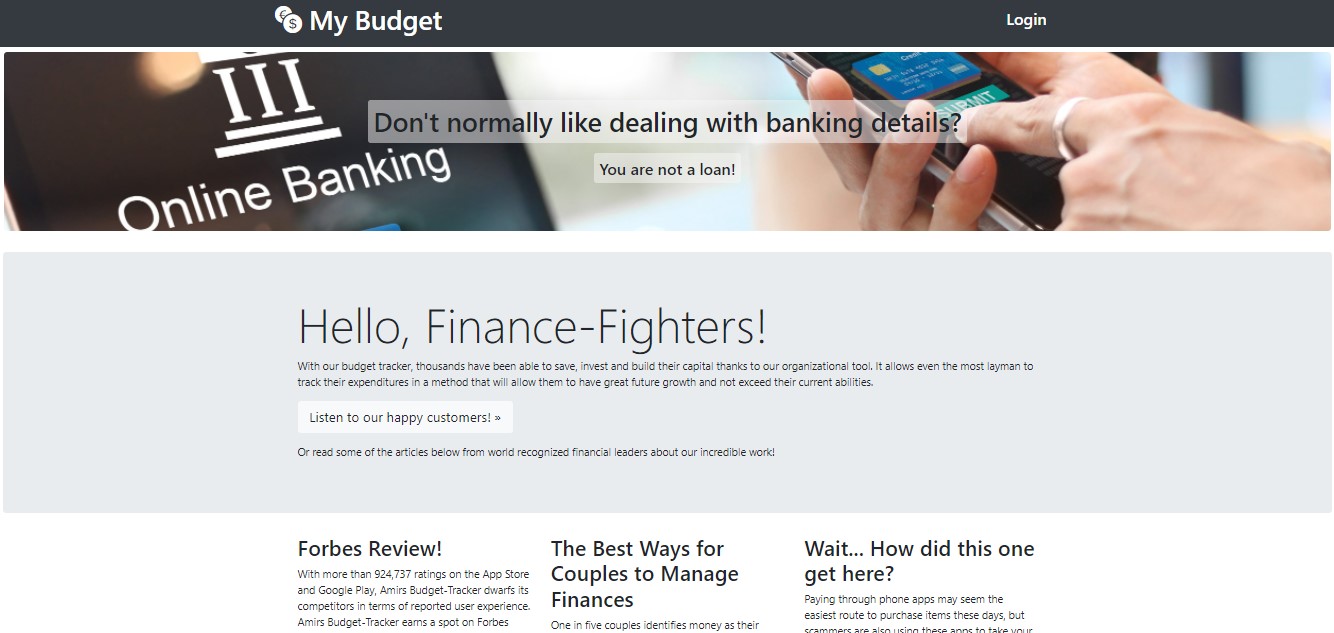 My Budget
Login
Online Banking
Credit
SUBMIT
Don't normally like dealing with banking details?
You are not a loan!
Hello, Finance-Fighters!
With our budget tracker, thousands have been able to save, invest and build their capital thanks to our organizational tool. It allows even the most layman to
track their expenditures in a method that will allow them to have great future growth and not exceed their current abilities.
Listen to our happy customers! »
Or read some of the articles below from world recognized financial leaders about our incredible work!
Forbes Review!
With more than 924,737 ratings on the App Store
and Google Play, Amirs Budget-Tracker dwarfs its
competitors in terms of reported user experience.
Amirs Budget-Tracker earns a spot on Forbes
The Best Ways for
Couples to Manage
Finances
One in five couples identifies money as their
Wait... How did this one
get here?
Paying through phone apps may seem the
easiest route to purchase items these days, but
scammers are also using these apps to take your